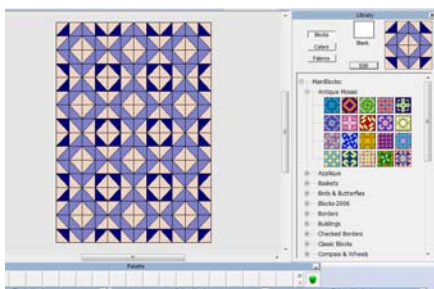 Library
Blocks
Colors
Fabrics
Blank
Edit
MainBlocks:
Antique Mosaic
Applique
Baskets
Birds & Butterflies
Blocks-2006
Borders
Buildings
Checked Borders
Classic Blocks
Compass & Wheels
Palette